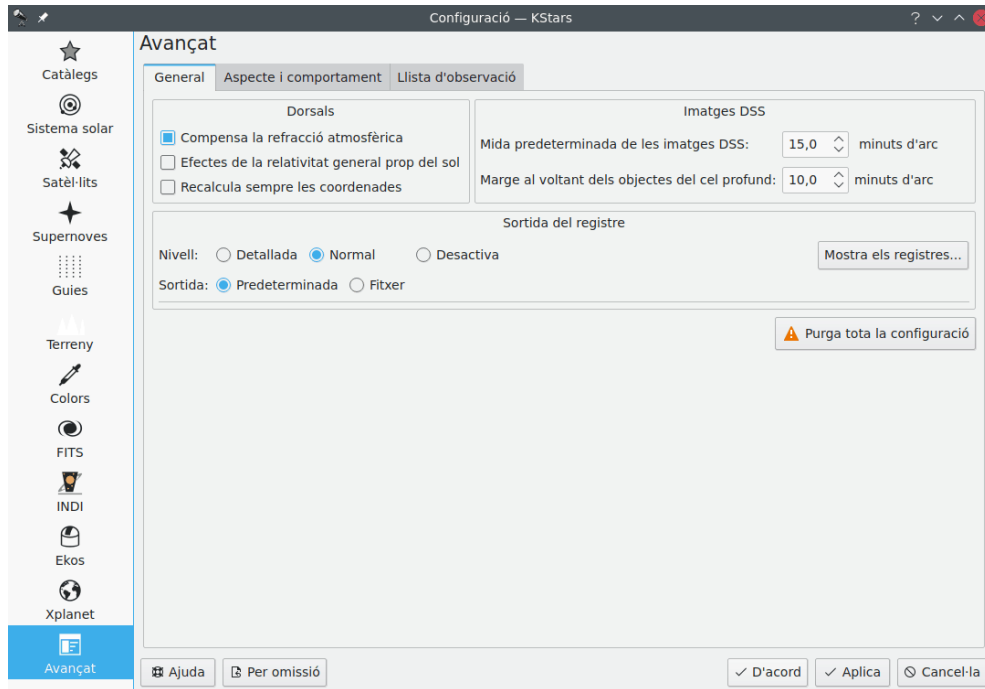 Configuració — KStars
Catàlegs
Sistema solar
Satèl·lits
Supernoves
Guies
Terreny
Colors
FITS
INDI
Ekos
Xplanet
Avançat
Avançat
General Aspecte i comportament Llista d'observació
Dorsals
Compensa la refracció atmosfèrica
Efectes de la relativitat general prop del sol
Recalcula sempre les coordenades
Imatges DSS
Mida predeterminada de les imatges DSS: 15,0 minuts d'arc
Marge al voltant dels objectes del cel profund: 10,0 minuts d'arc
Sortida del registre
Nivell: Detallada Normal Desactiva Mostra els registres...
Sortida: Predeterminada Fitxer
Purga tota la configuració
Ajuda Per omissió D'acord Aplica Cancel·la